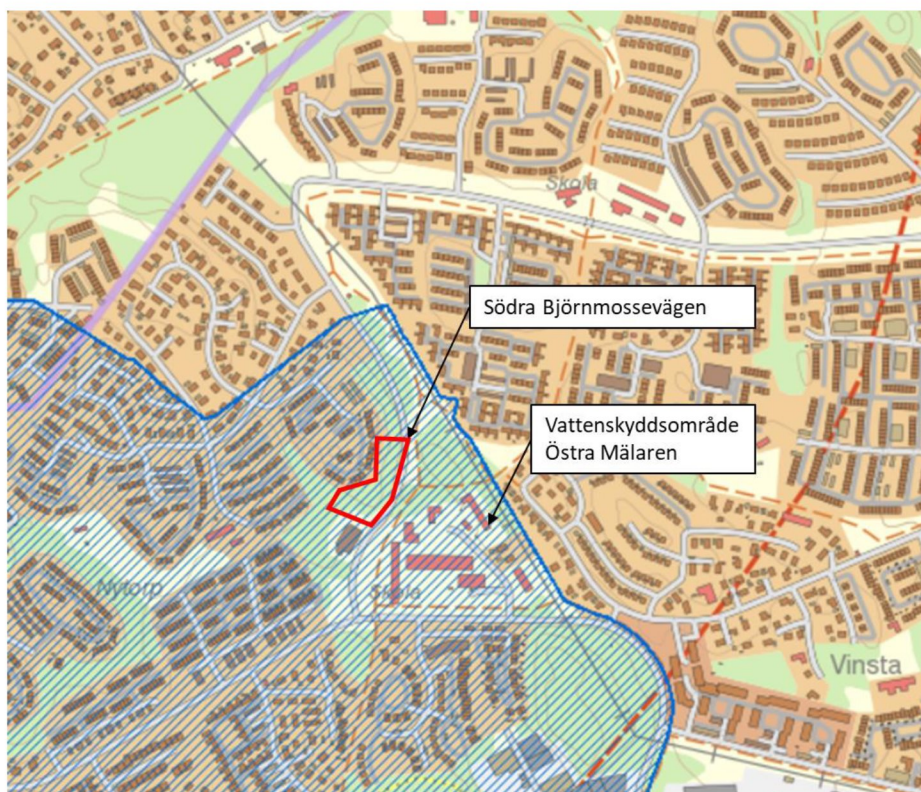 Skola
Södra Björnmossevägen
Vattenskyddsområde
Östra Mälaren
Nytorp
Skola
Vinsta